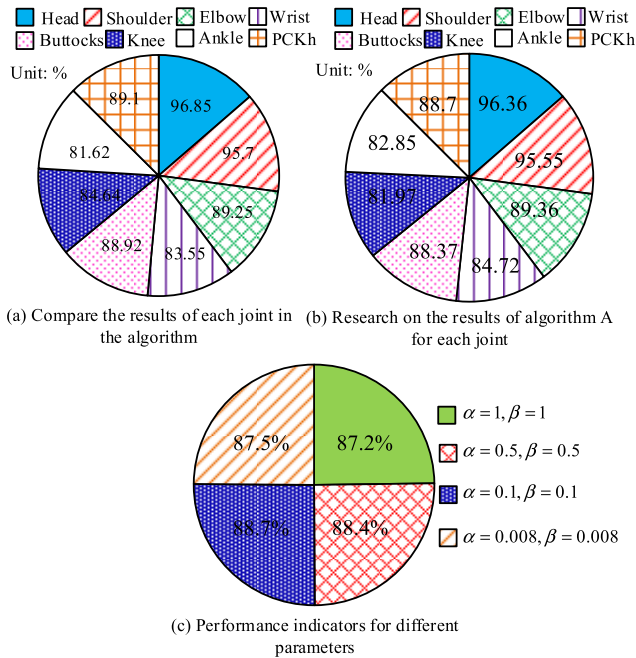 Head Shoulder Elbow Wrist
Buttocks Knee Ankle PCKh
Unit: %
89.1
96.85
81.62
95.7
84.64
89.25
88.92
83.55
(a) Compare the results of each joint in
the algorithm
Head Shoulder Elbow Wrist
Buttocks Knee Ankle PCKh
Unit: %
88.7
96.36
82.85
95.55
81.97
89.36
88.37
84.72
(b) Research on the results of algorithm A
for each joint
87.5%
87.2%
88.7%
88.4%
α = 1, β = 1
α = 0.5, β = 0.5
α = 0.1, β = 0.1
α = 0.008, β = 0.008
(c) Performance indicators for different
parameters